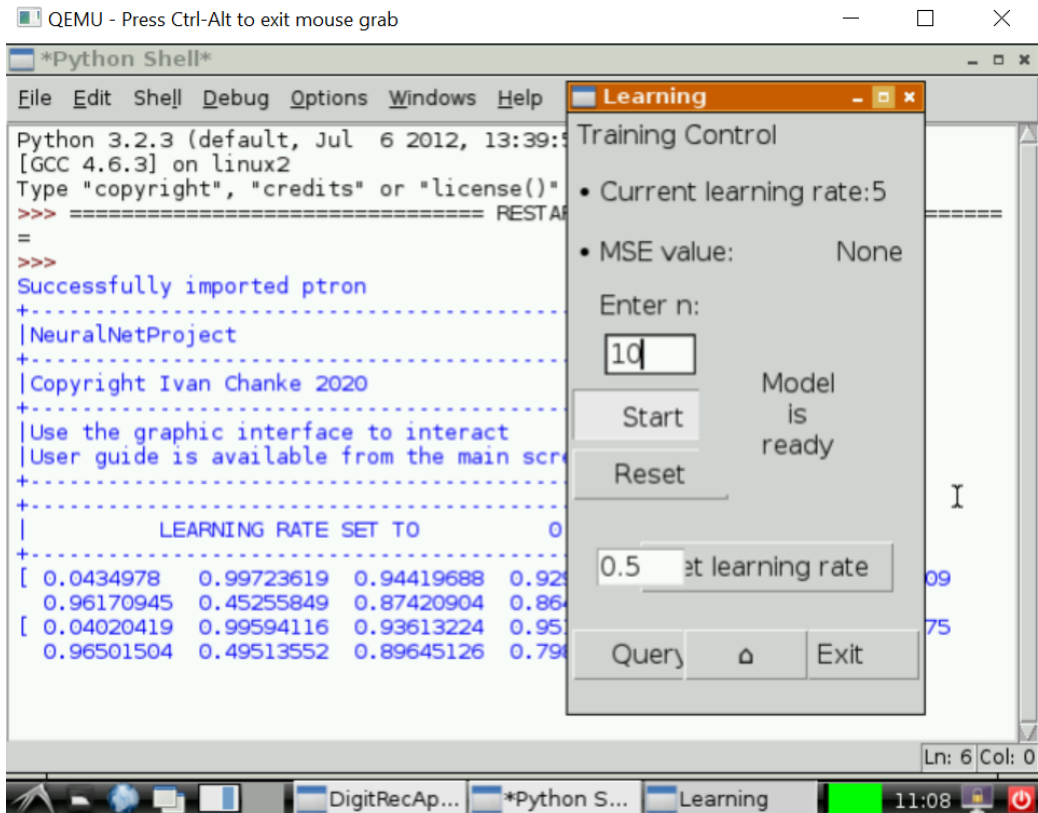 QEMU - Press Ctrl-Alt to exit mouse grab
*Python Shell*
File Edit Shell Debug Options Windows Help
Python 3.2.3 (default, Jul 6 2012, 13:39:
[GCC 4.6.3] on linux2
Type "copyright", "credits" or "license()"
>>> ================================ RESTAR ======
=
>>>
Successfully imported ptron
+--------------------------------
|NeuralNetProject
+--------------------------------
|Copyright Ivan Chanke 2020
+--------------------------------
|Use the graphic interface to interact
|User guide is available from the main scre
+--------------------------------
+--------------------------------
| LEARNING RATE SET TO 0
+--------------------------------
[ 0.0434978 0.99723619 0.94419688 0.929 09
0.96170945 0.45255849 0.87420904 0.864
[ 0.04020419 0.99594116 0.93613224 0.95 75
0.96501504 0.49513552 0.89645126 0.798
Ln: 6 Col: 0
Learning
Training Control
• Current learning rate:5
• MSE value: None
Enter n:
10
Start
Model
is
ready
Reset
0.5 et learning rate
Query ⌂ Exit
DigitRecAp... *Python S... Learning 11:08